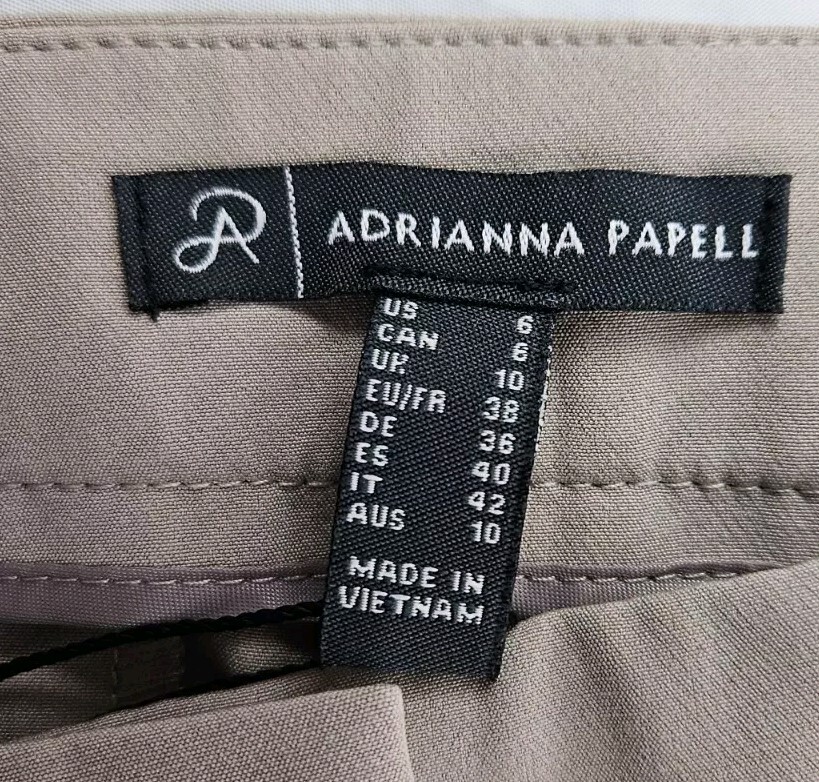 ADRIANNA PAPELL
US 6
CAN 6
UK 10
EU/FR 38
DE 36
ES 40
IT 42
AUS 10
MADE IN
VIETNAM